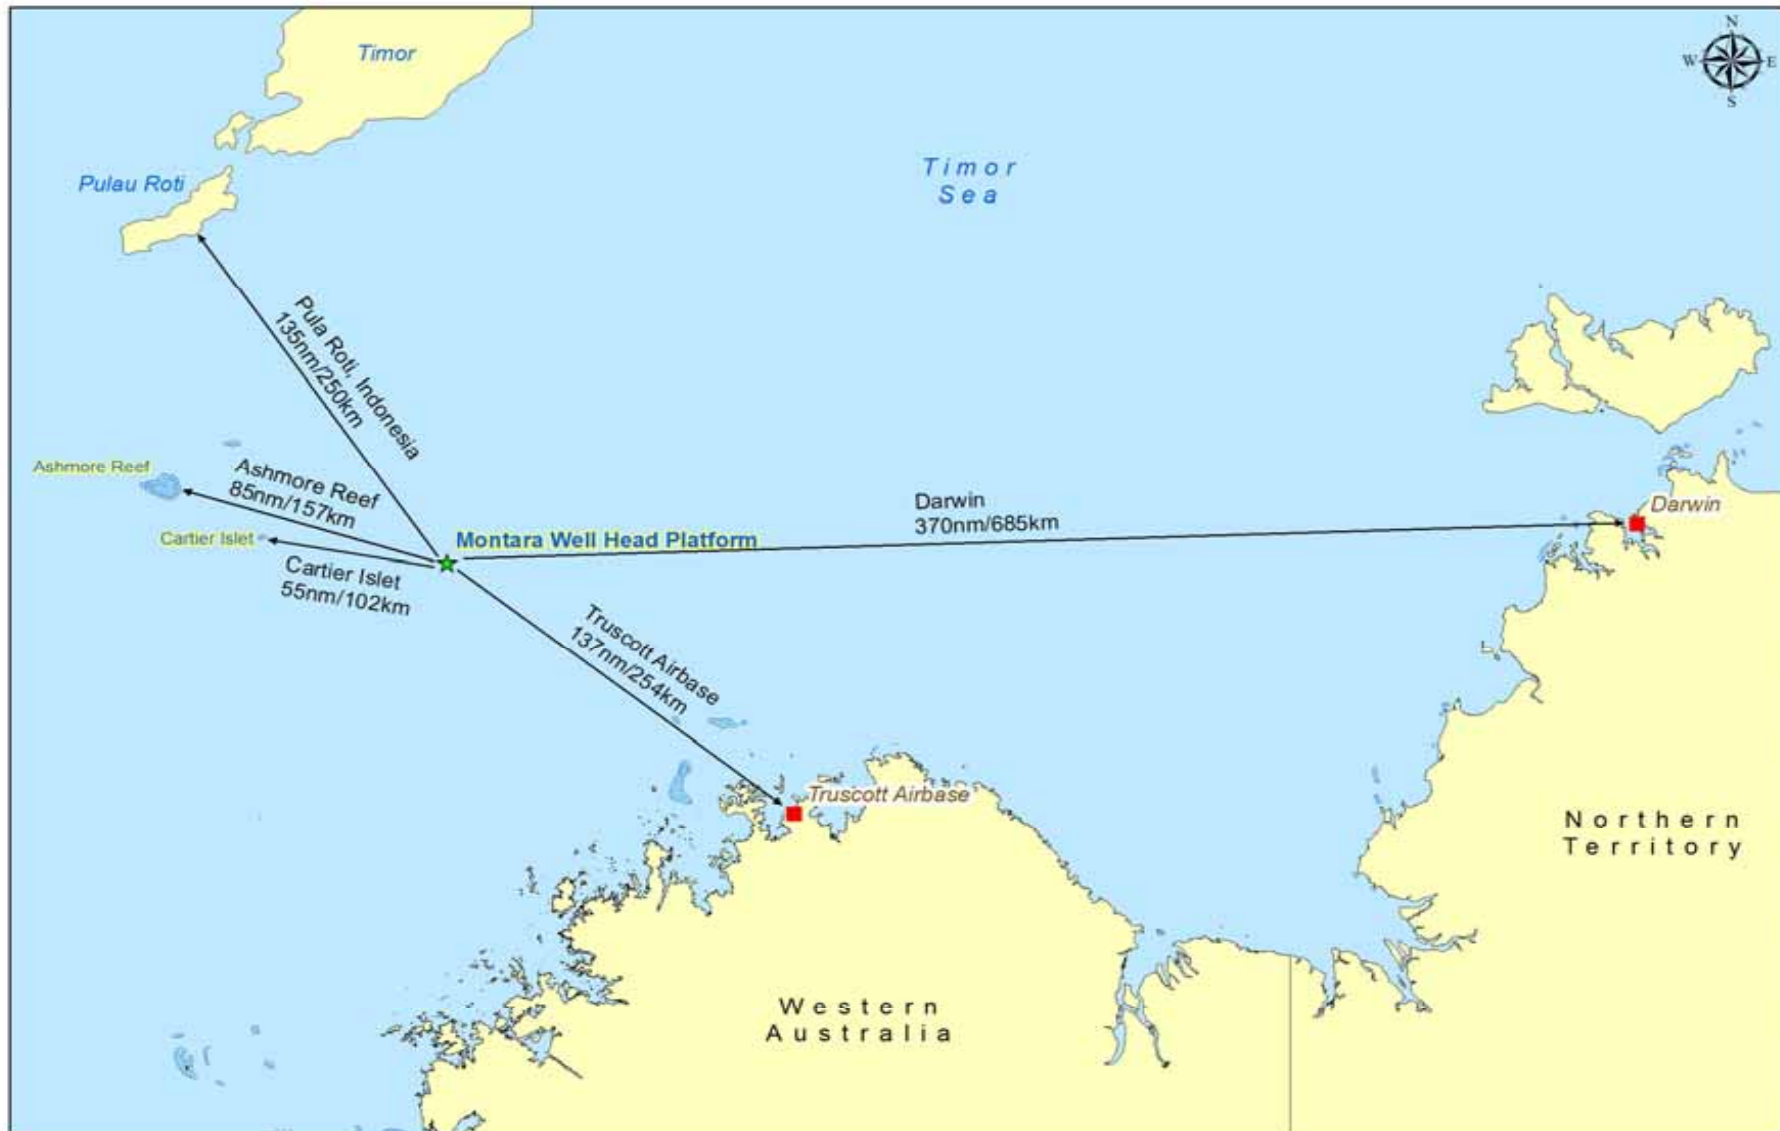 Timor
N
W E
S
Timor
Sea
Pulau Roti
Pula Roti, Indonesia
135nm/250km
Ashmore Reef
Ashmore Reef
85nm/157km
Cartier Islet
Cartier Islet
55nm/102km
Montara Well Head Platform
Darwin
370nm/685km
Darwin
Truscott Airbase
137nm/254km
Truscott Airbase
Northern
Territory
Western
Australia